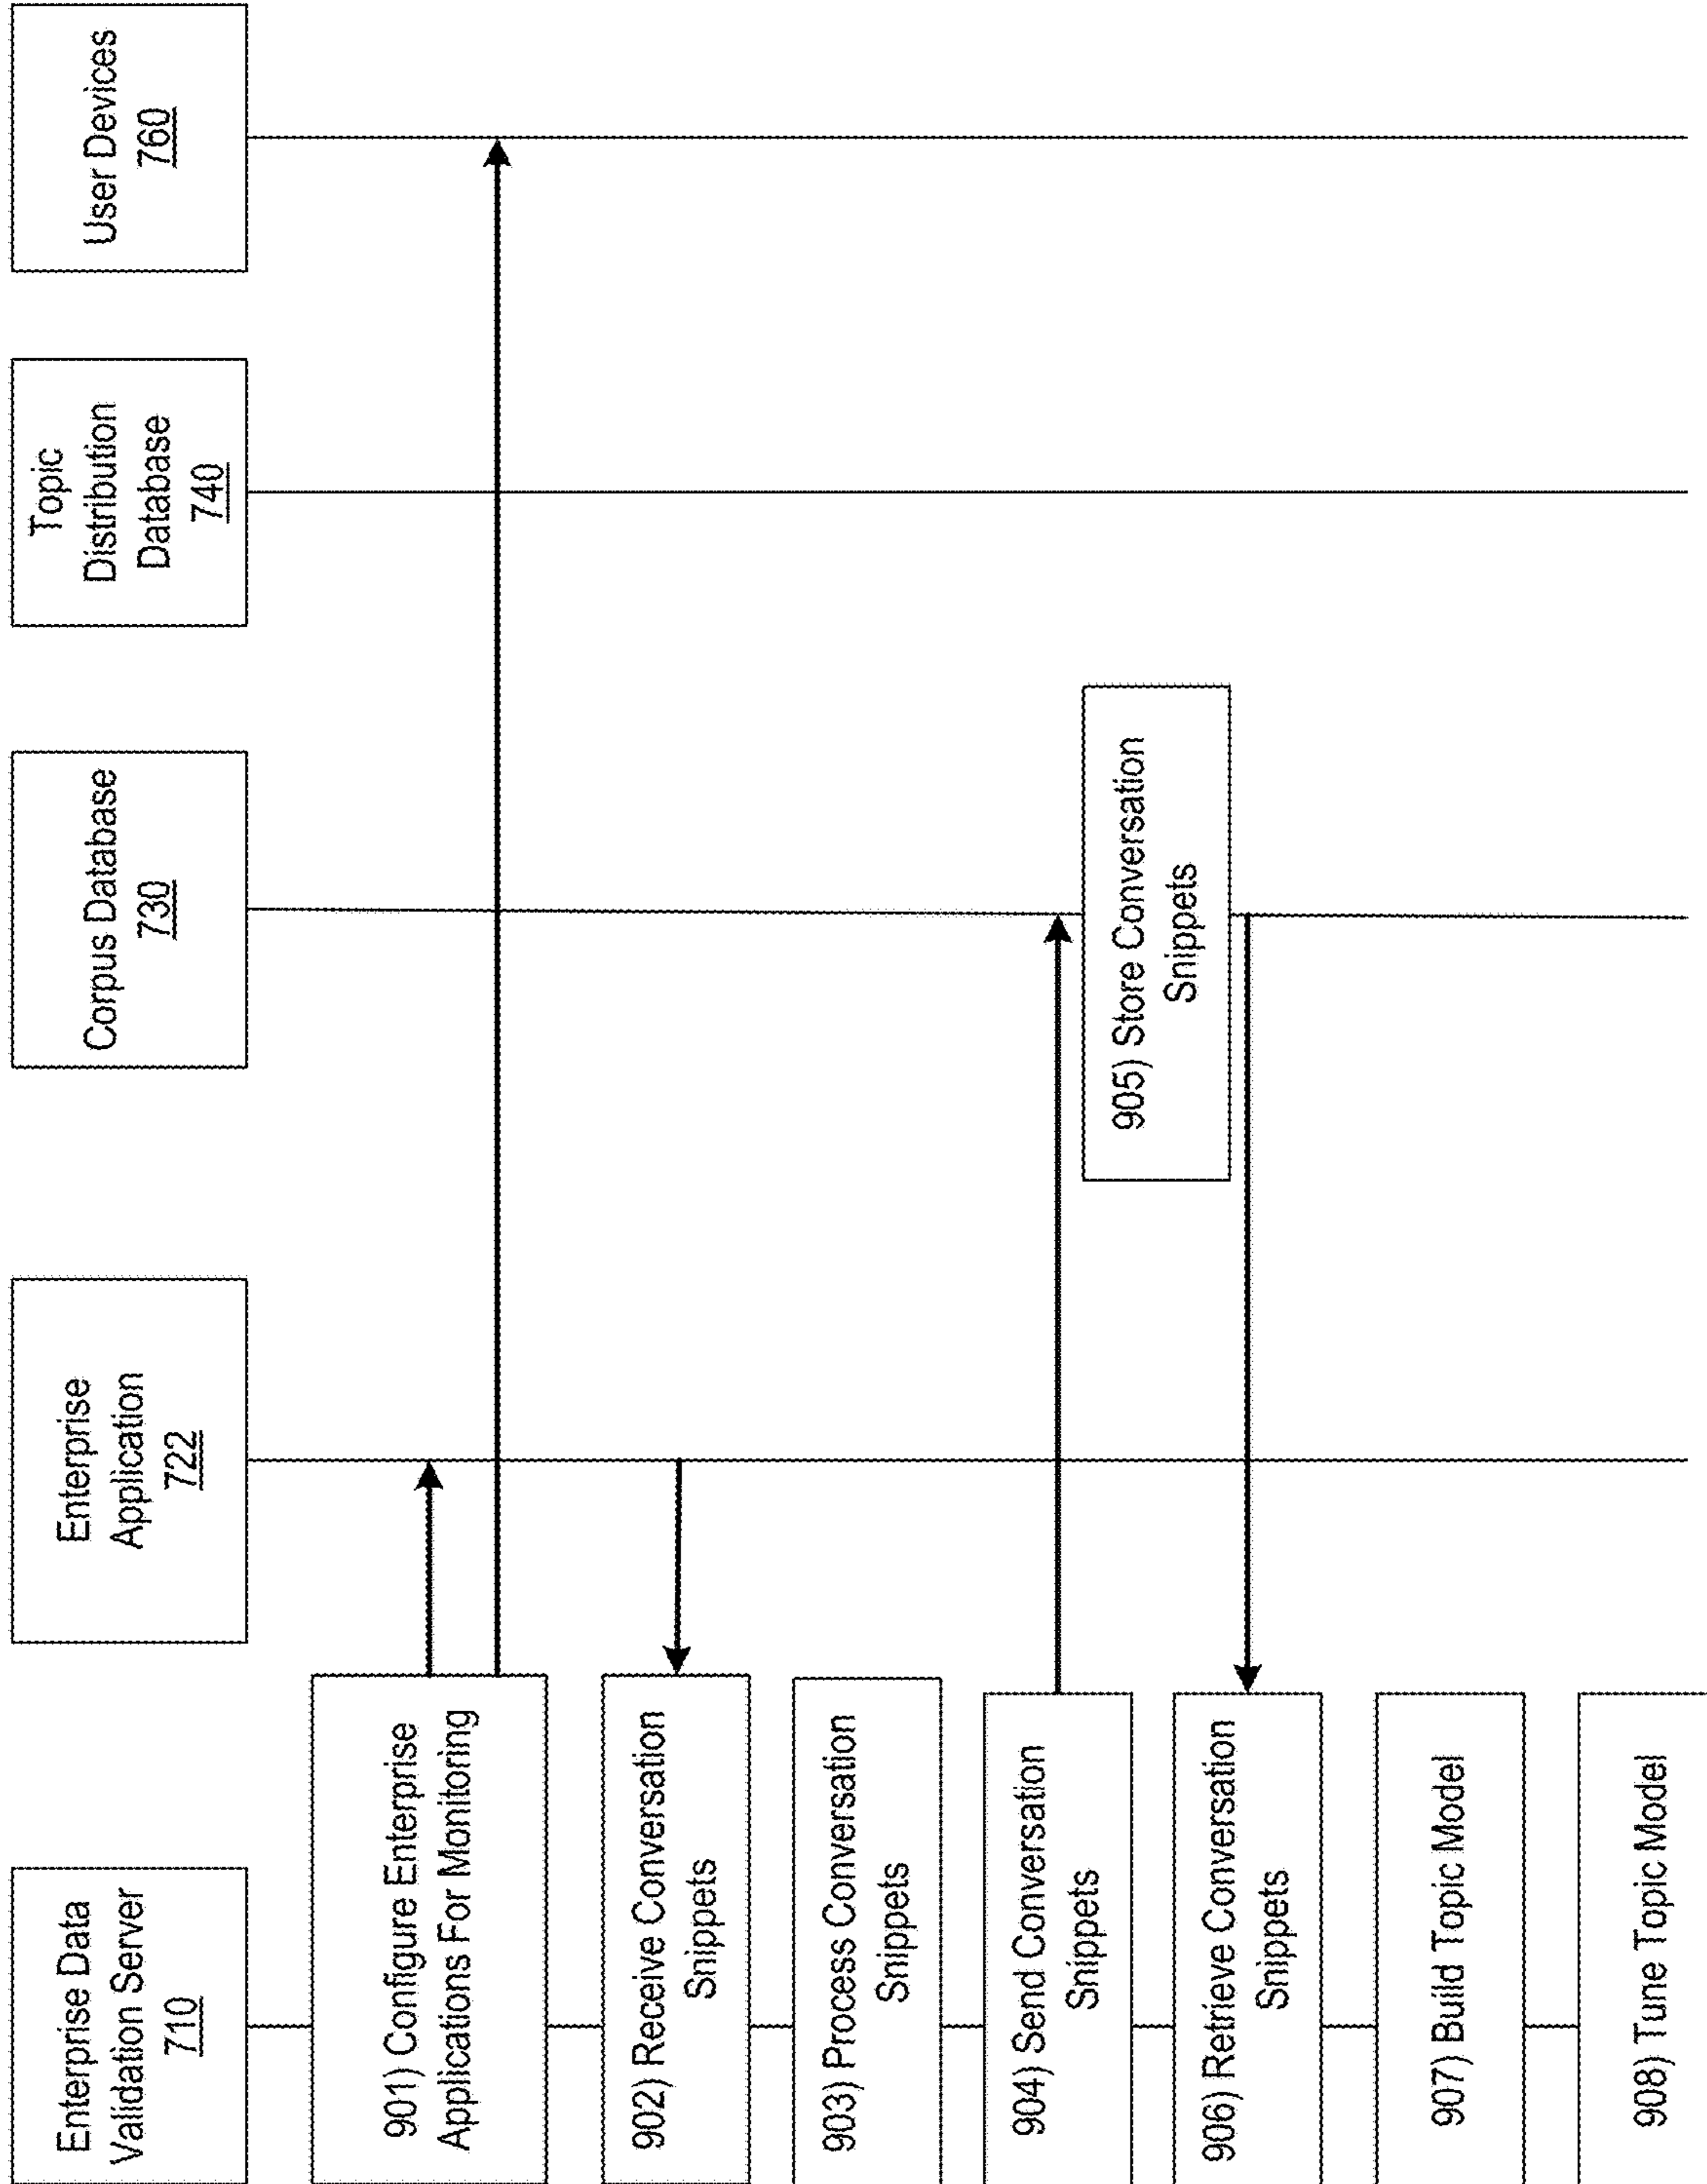 Enterprise Data
Validation Server
710
Enterprise
Application
722
Corpus Database
730
Topic
Distribution
Database
740
User Devices
760
901) Configure Enterprise
Applications For Monitoring
902) Receive Conversation
Snippets
903) Process Conversation
Snippets
904) Send Conversation
Snippets
905) Store Conversation
Snippets
906) Retrieve Conversation
Snippets
907) Build Topic Model
908) Tune Topic Model